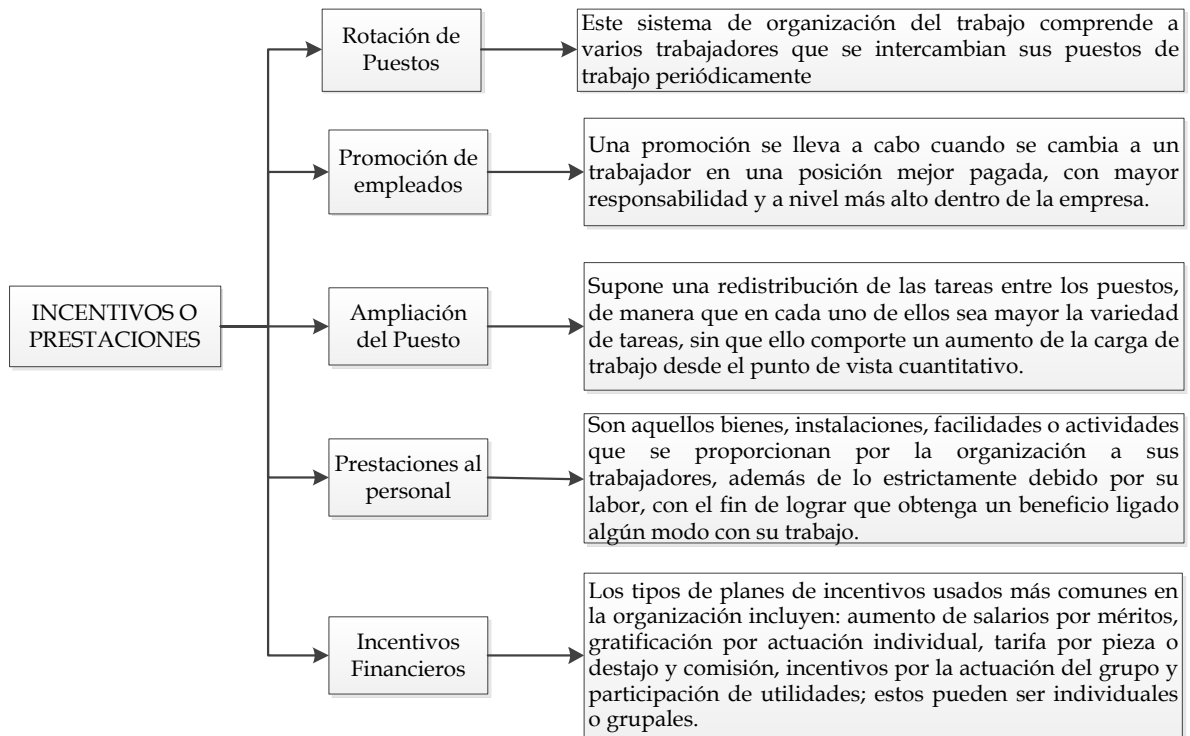 Rotación de
Puestos
Este sistema de organización del trabajo comprende a
varios trabajadores que se intercambian sus puestos de
trabajo periódicamente
Promoción de
empleados
Una promoción se lleva a cabo cuando se cambia a un
trabajador en una posición mejor pagada, con mayor
responsabilidad y a nivel más alto dentro de la empresa.
INCENTIVOS O
PRESTACIONES
Ampliación
del Puesto
Supone una redistribución de las tareas entre los puestos,
de manera que en cada uno de ellos sea mayor la variedad
de tareas, sin que ello comporte un aumento de la carga de
trabajo desde el punto de vista cuantitativo.
Prestaciones al
personal
Son aquellos bienes, instalaciones, facilidades o actividades
que se proporcionan por la organización a sus
trabajadores, además de lo estrictamente debido por su
labor, con el fin de lograr que obtenga un beneficio ligado
algún modo con su trabajo.
Incentivos
Financieros
Los tipos de planes de incentivos usados más comunes en
la organización incluyen: aumento de salarios por méritos,
gratificación por actuación individual, tarifa por pieza o
destajo y comisión, incentivos por la actuación del grupo y
participación de utilidades; estos pueden ser individuales
o grupales.